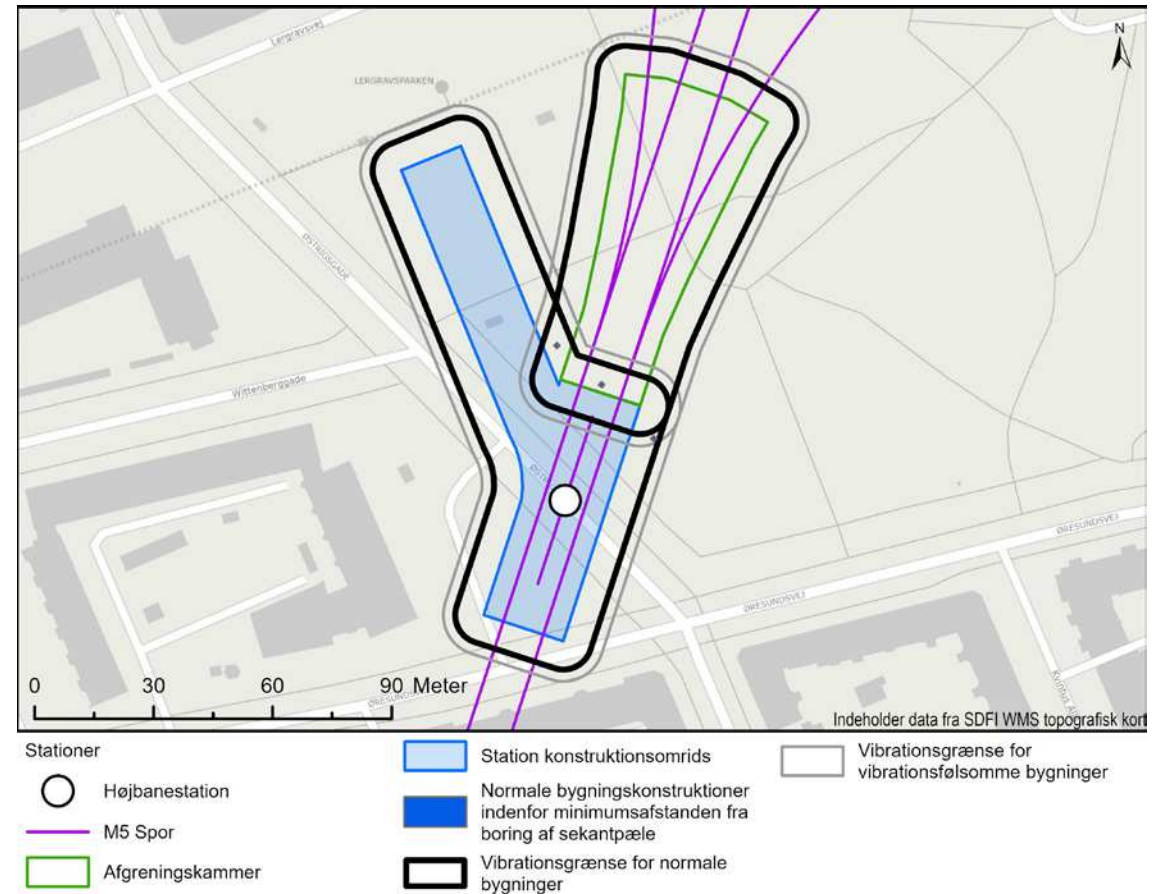 Lergravsvej
N
LERGRAVSPARKEN
ØSTRIGSGADE
Wittenberggade
ØRESUNDSVEJ
ØRESUNDSVEJ
0 30 60 90 Meter
Indeholder data fra SDFI WMS topografisk kort
Stationer
Højbanestation
M5 Spor
Afgreningskammer
Station konstruktionsomrids
Normale bygningskonstruktioner
indenfor minimumsafstanden fra
boring af sekantpæle
Vibrationsgrænse for normale
bygninger
Vibrationsgrænse for
vibrationsfølsomme bygninger